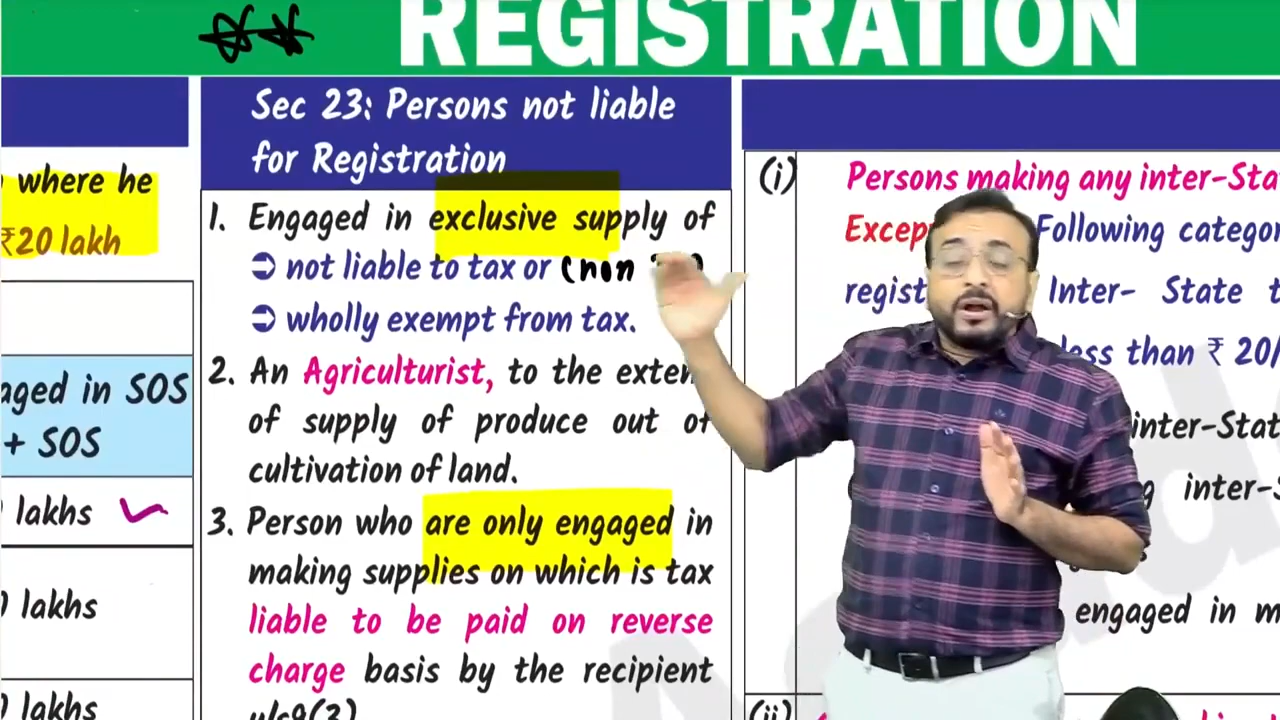 REGISTRATION
where he
₹20 lakh
aged in SOS
+ SOS
lakhs
lakhs
lakhs
Sec 23: Persons not liable
for Registration
1. Engaged in exclusive supply of
➲ not liable to tax or (non
➲ wholly exempt from tax.
2. An Agriculturist, to the exten
of supply of produce out of
cultivation of land.
3. Person who are only engaged in
making supplies on which is tax
liable to be paid on reverse
charge basis by the recipient
u/s9(3)
(i) Persons making any inter-Sta
Excep Following categor
regist Inter- State t
less than ₹ 20/
inter-Stat
inter-S
engaged in m
(ii)